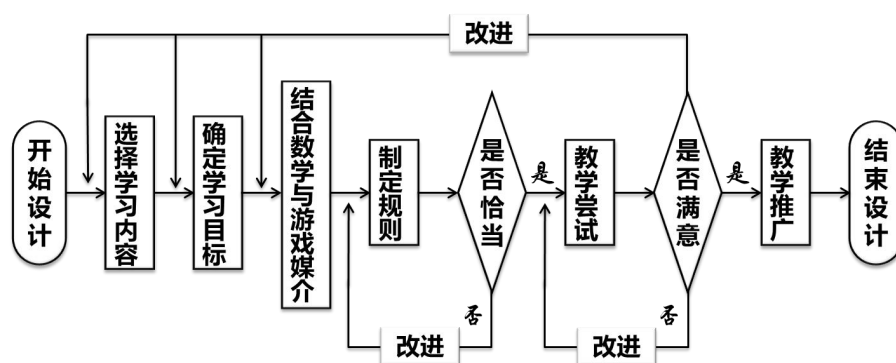 改进
开始设计
选择学习内容
确定学习目标
结合数学与游戏媒介
制定规则
是否恰当
是
教学尝试
是否满意
是
教学推广
结束设计
否
否
改进
改进